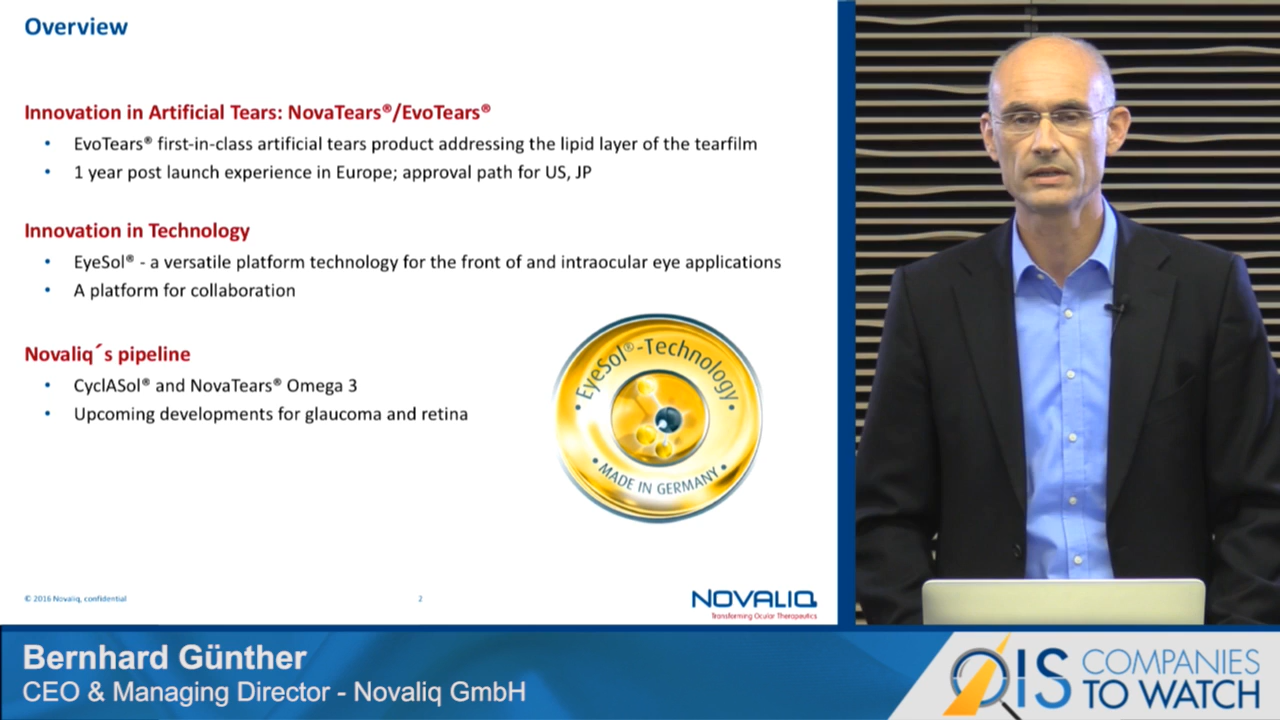 Overview
Innovation in Artificial Tears: NovaTears®/EvoTears®
• EvoTears® first-in-class artificial tears product addressing the lipid layer of the tearfilm
• 1 year post launch experience in Europe; approval path for US, JP
Innovation in Technology
• EyeSol® - a versatile platform technology for the front of and intraocular eye applications
• A platform for collaboration
Novaliq´s pipeline
• CyclASol® and NovaTears® Omega 3
• Upcoming developments for glaucoma and retina
• EyeSol®-Technology •
• MADE IN GERMANY •
© 2016 Novaliq, confidential
2
NOVALIQ
Transforming Ocular Therapeutics
Bernhard Günther
CEO & Managing Director - Novaliq GmbH
OIS
COMPANIES
TO WATCH